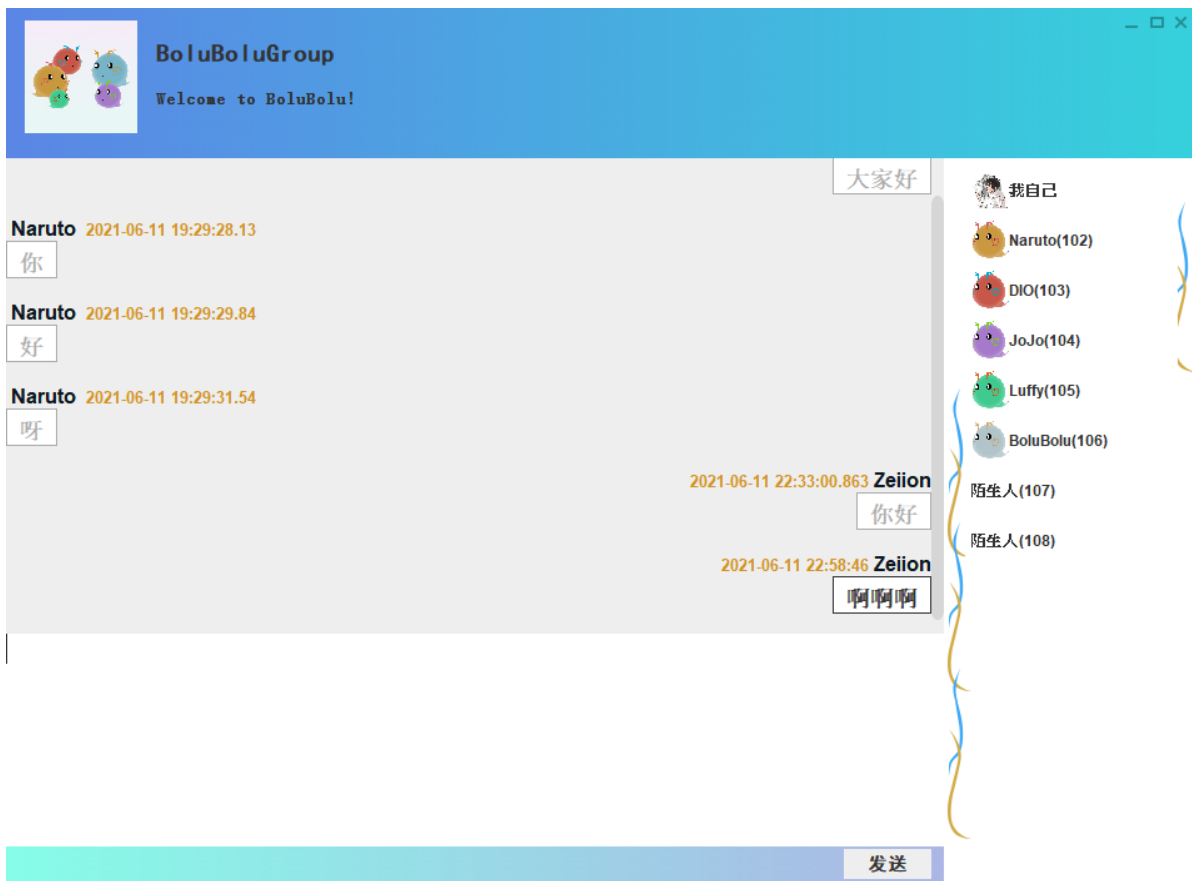 BoluBoluGroup
Welcome to BoluBolu!
大家好
Naruto 2021-06-11 19:29:28.13
你
Naruto 2021-06-11 19:29:29.84
好
Naruto 2021-06-11 19:29:31.54
呀
2021-06-11 22:33:00.863 Zeiion
你好
2021-06-11 22:58:46 Zeiion
啊啊啊
发送
我自己
Naruto(102)
DIO(103)
JoJo(104)
Luffy(105)
BoluBolu(106)
陌生人(107)
陌生人(108)